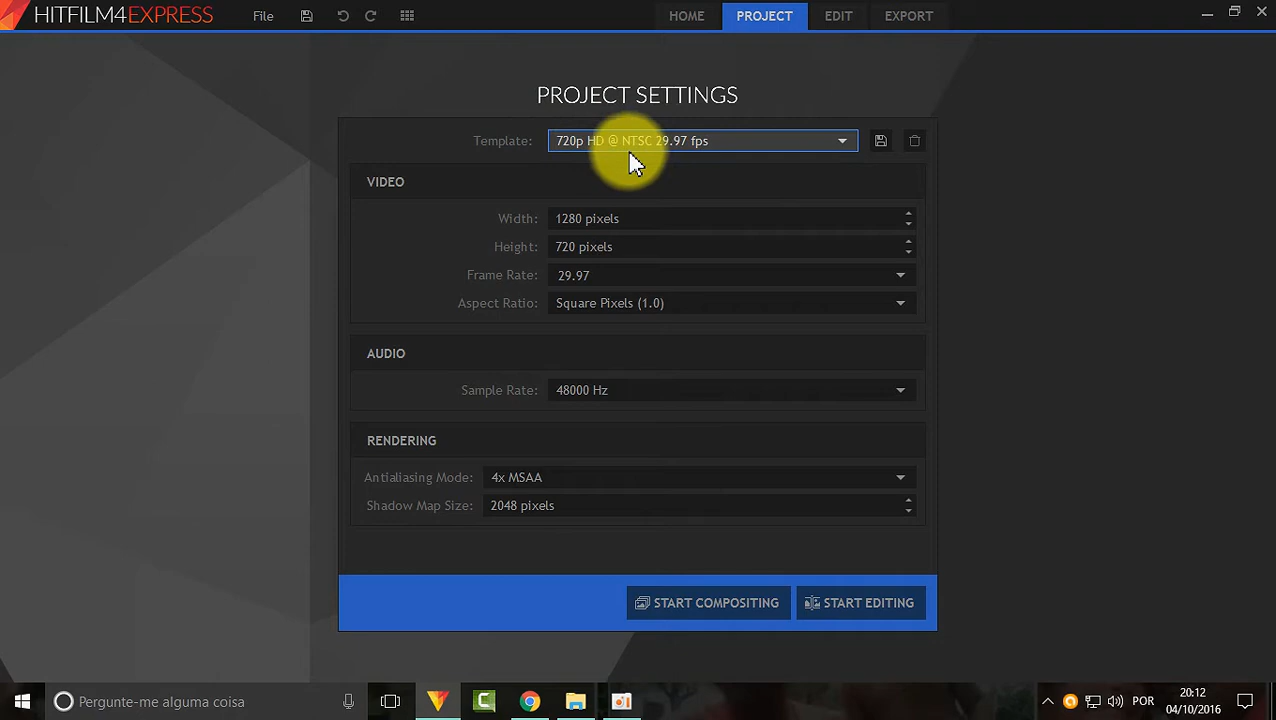 HITFILM4EXPRESS File HOME PROJECT EDIT EXPORT
PROJECT SETTINGS
Template: 720p HD @ NTSC 29.97 fps
VIDEO
Width: 1280 pixels
Height: 720 pixels
Frame Rate: 29.97
Aspect Ratio: Square Pixels (1.0)
AUDIO
Sample Rate: 48000 Hz
RENDERING
Antialiasing Mode: 4x MSAA
Shadow Map Size: 2048 pixels
START COMPOSITING START EDITING
Pergunte-me alguma coisa POR 20:12
04/10/2016